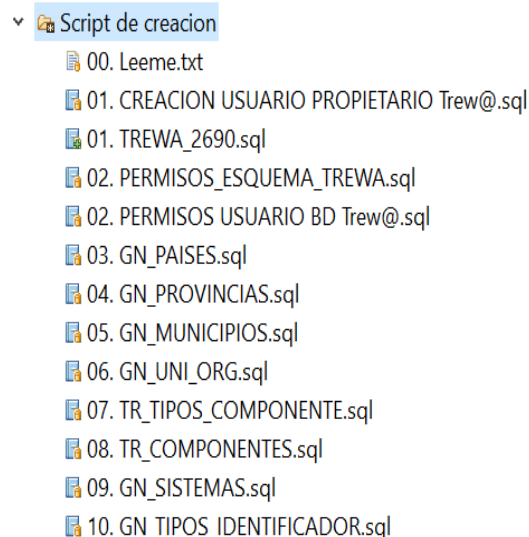 Script de creacion
00. Leeme.txt
01. CREACION USUARIO PROPIETARIO Trew@.sql
01. TREWA_2690.sql
02. PERMISOS_ESQUEMA_TREWA.sql
02. PERMISOS USUARIO BD Trew@.sql
03. GN_PAISES.sql
04. GN_PROVINCIAS.sql
05. GN_MUNICIPIOS.sql
06. GN_UNI_ORG.sql
07. TR_TIPOS_COMPONENTE.sql
08. TR_COMPONENTES.sql
09. GN_SISTEMAS.sql
10. GN_TIPOS_IDENTIFICADOR.sql